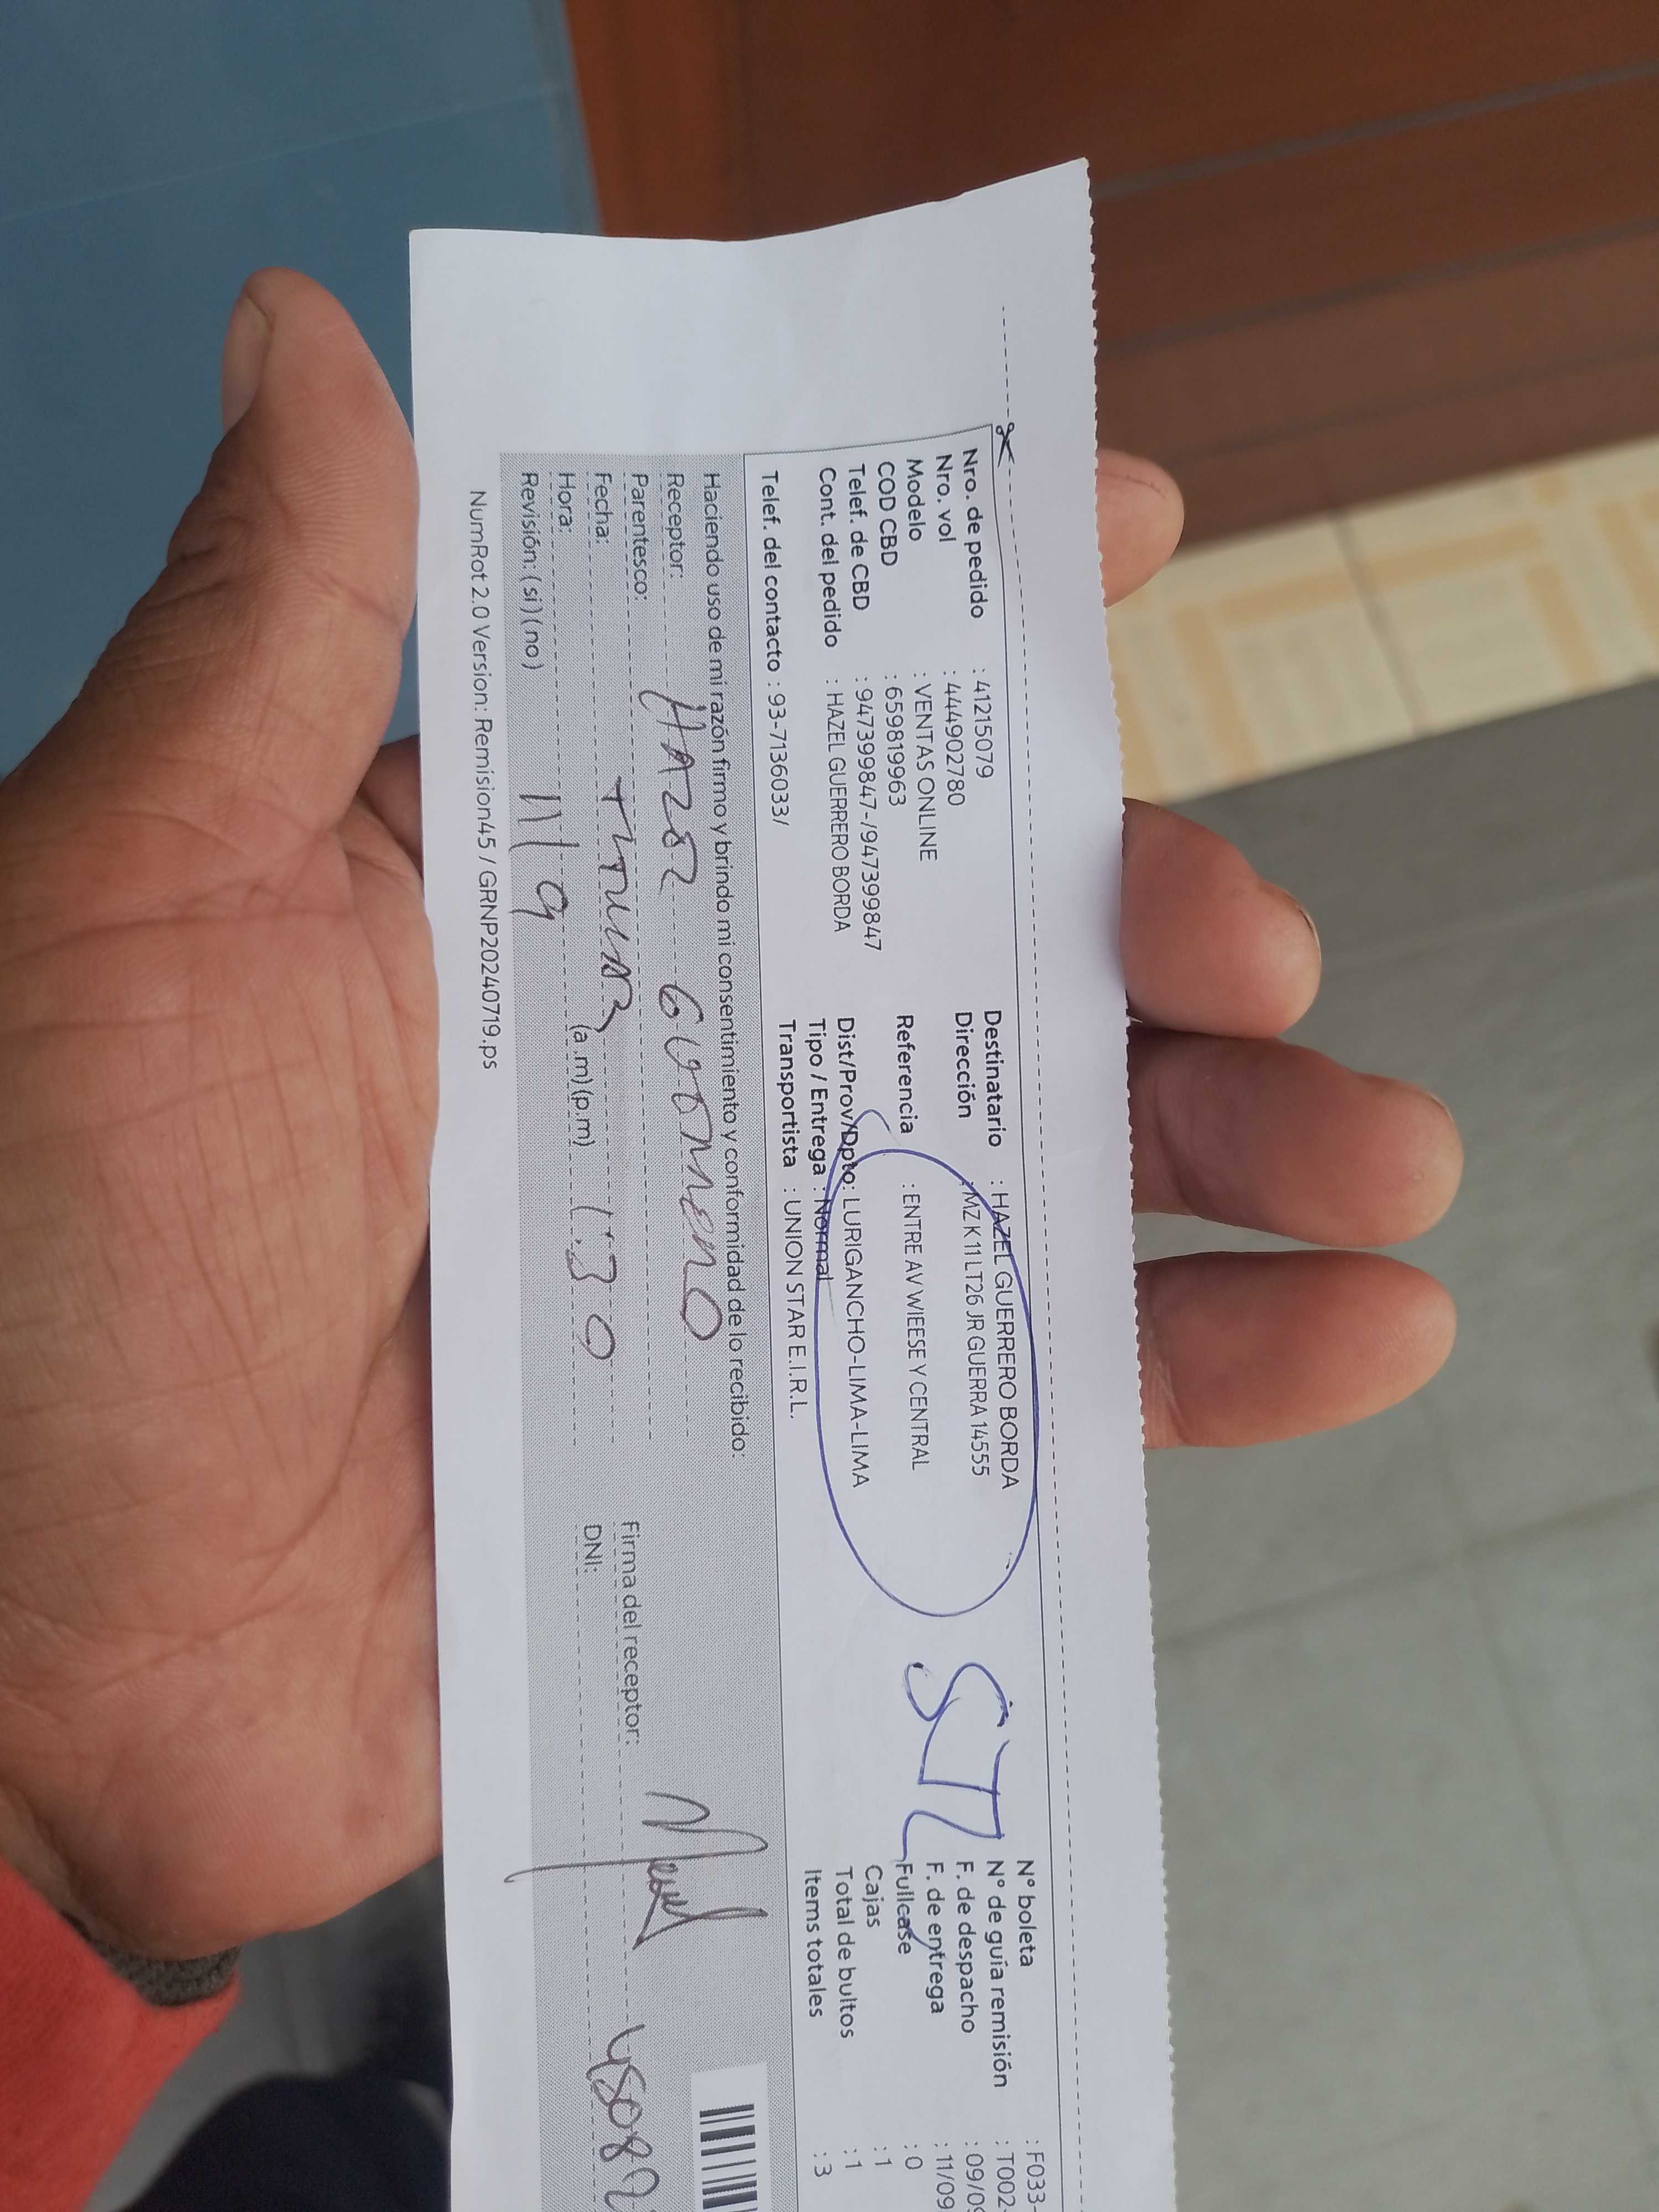 Nro. de pedido : 41215079
Nro. vol : 444902780
Modelo : VENTAS ONLINE
COD CBD : 659819963
Telef. de CBD : 947399847-/947399847
Cont. del pedido : HAZEL GUERRERO BORDA
Telef. del contacto : 93-7136033/
Destinatario : HAZEL GUERRERO BORDA
Dirección : MZ K 11 LT26 JR GUERRA 14555
Referencia : ENTRE AV WIEESE Y CENTRAL
Dist/Prov/Dpto: LURIGANCHO-LIMA-LIMA
Tipo / Entrega : Normal
Transportista : UNION STAR E.I.R.L.
N° boleta : F033-
N° de guía remisión : T002-
F. de despacho : 09/09
F. de entrega : 11/09
Fullcase : 0
Cajas : 1
Total de bultos : 1
Items totales : 3
Haciendo uso de mi razón firmo y brindo mi consentimiento y conformidad de lo recibido:
Receptor: HAZEL GUERRERO
Parentesco:
Fecha: 11/9
Hora: (a.m)(p.m) 1:30
Revisión: (si) (no)
Firma del receptor:
DNI: 45082
NumRot 2.0 Version: Remision45 / GRNP20240719.ps